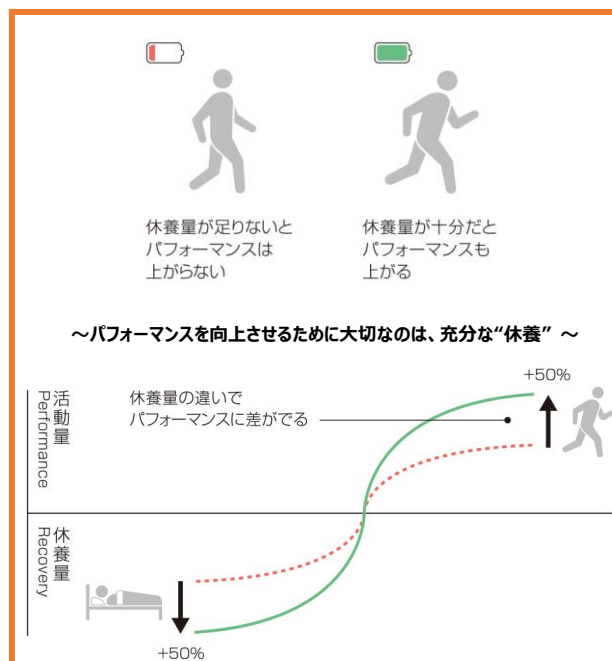 休養量が足りないと
パフォーマンスは
上がらない
休養量が十分だと
パフォーマンスも
上がる
～パフォーマンスを向上させるために大切なのは、充分な“休養” ～
+50%
活動量
Performance
休養量の違いで
パフォーマンスに差がでる
休養量
Recovery
+50%